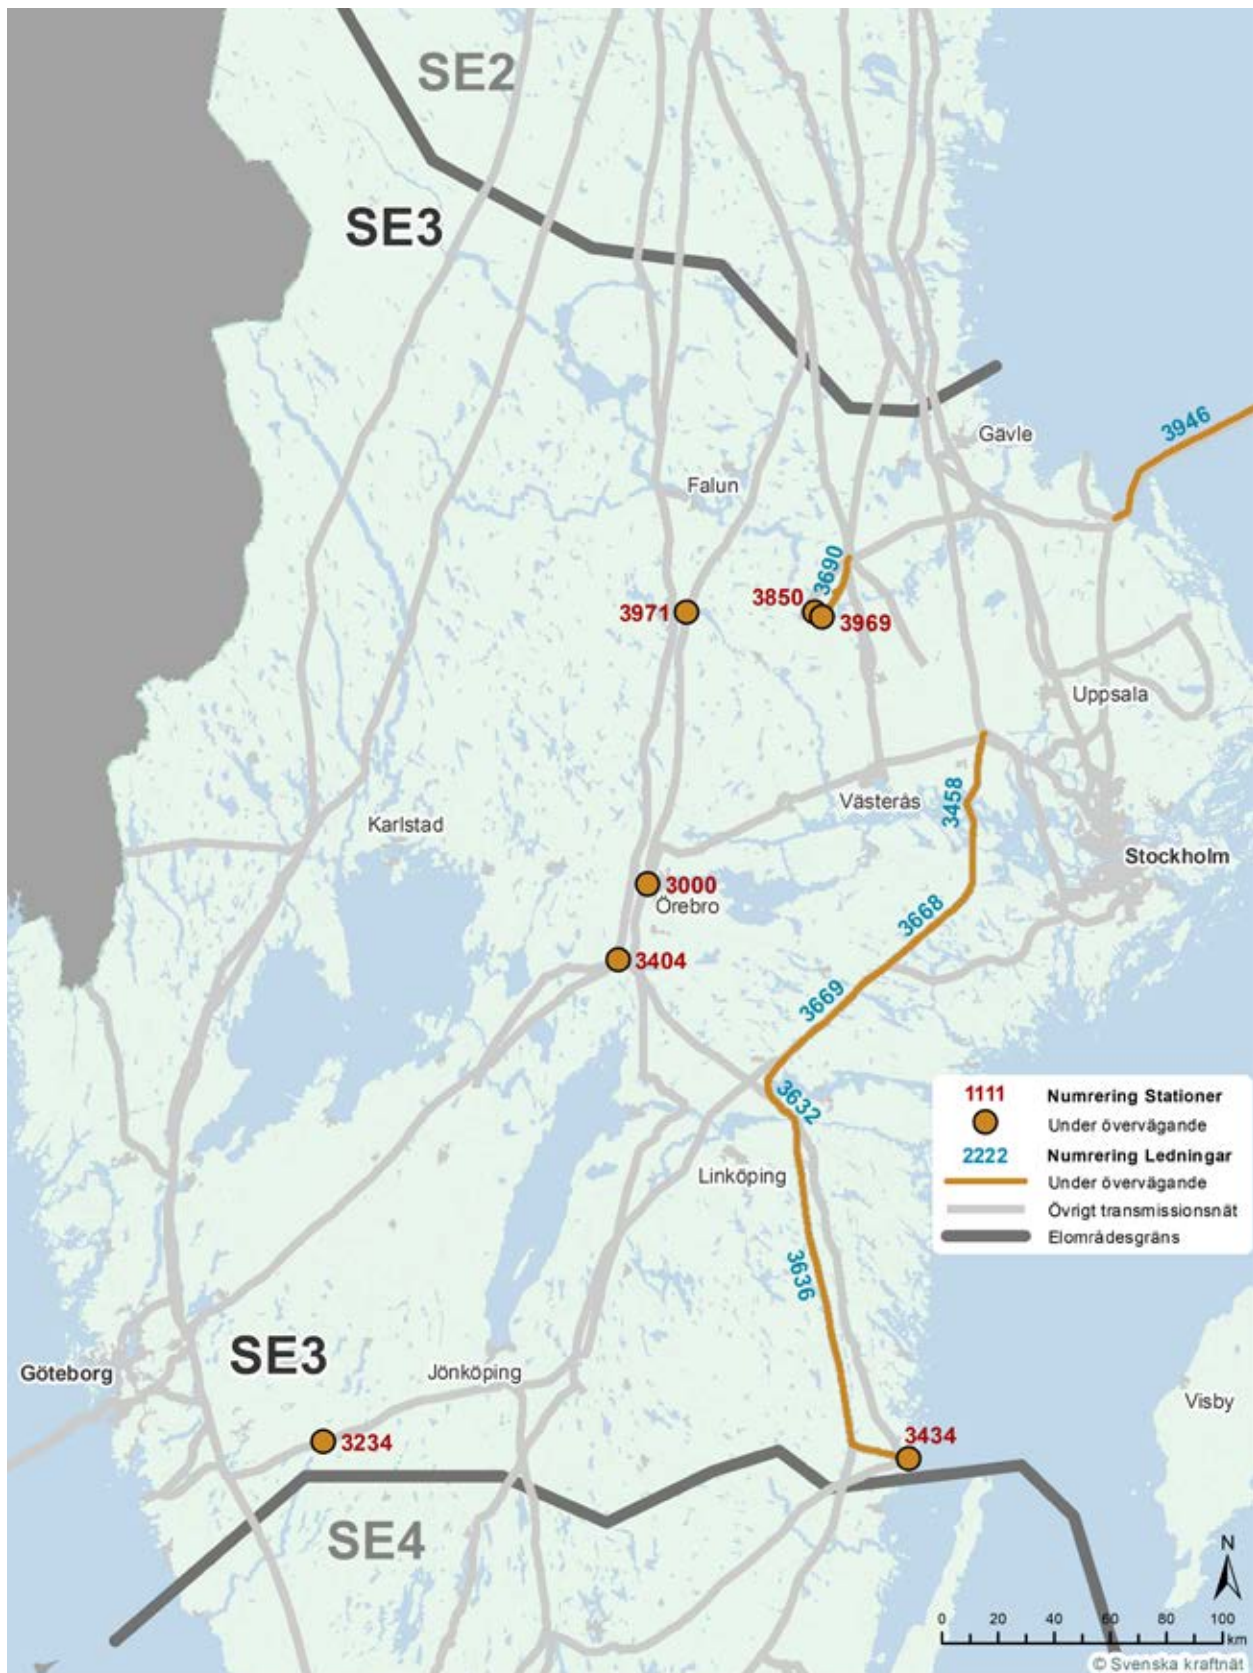 SE2
SE3
3946
Gävle
Falun
3690
3850
3971
3969
Uppsala
3458
Västerås
Karlstad
Stockholm
3000
Örebro
3668
3404
3669
3632
Linköping
3636
1111 Numrering Stationer
Under övervägande
2222 Numrering Ledningar
Under övervägande
Övrigt transmissionsnät
Elområdesgräns
SE3
Göteborg
Jönköping
Visby
3234
3434
SE4
N
0 20 40 60 80 100
km
© Svenska kraftnät